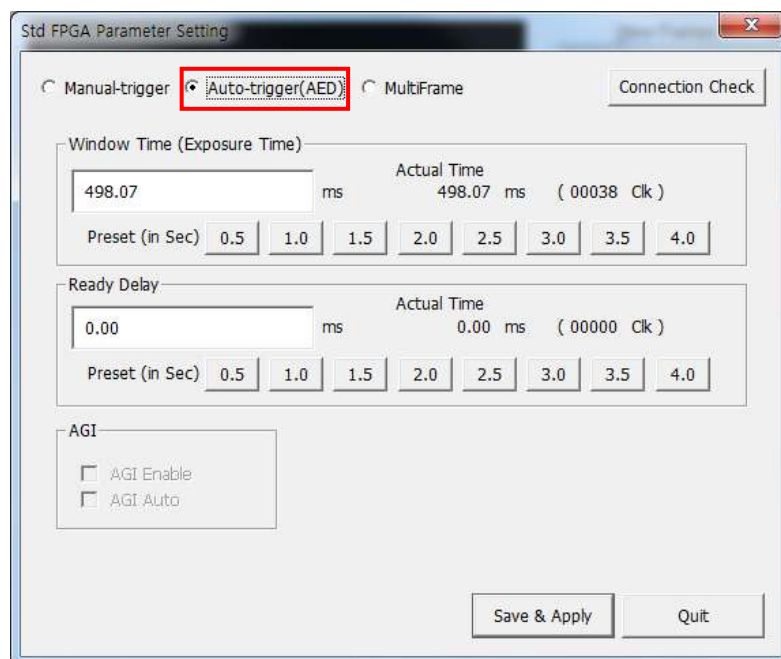 Std FPGA Parameter Setting
Manual-trigger Auto-trigger(AED) MultiFrame Connection Check
Window Time (Exposure Time)
Actual Time
498.07 ms 498.07 ms ( 00038 Clk )
Preset (in Sec) 0.5 1.0 1.5 2.0 2.5 3.0 3.5 4.0
Ready Delay
Actual Time
0.00 ms 0.00 ms ( 00000 Clk )
Preset (in Sec) 0.5 1.0 1.5 2.0 2.5 3.0 3.5 4.0
AGI
AGI Enable
AGI Auto
Save & Apply Quit